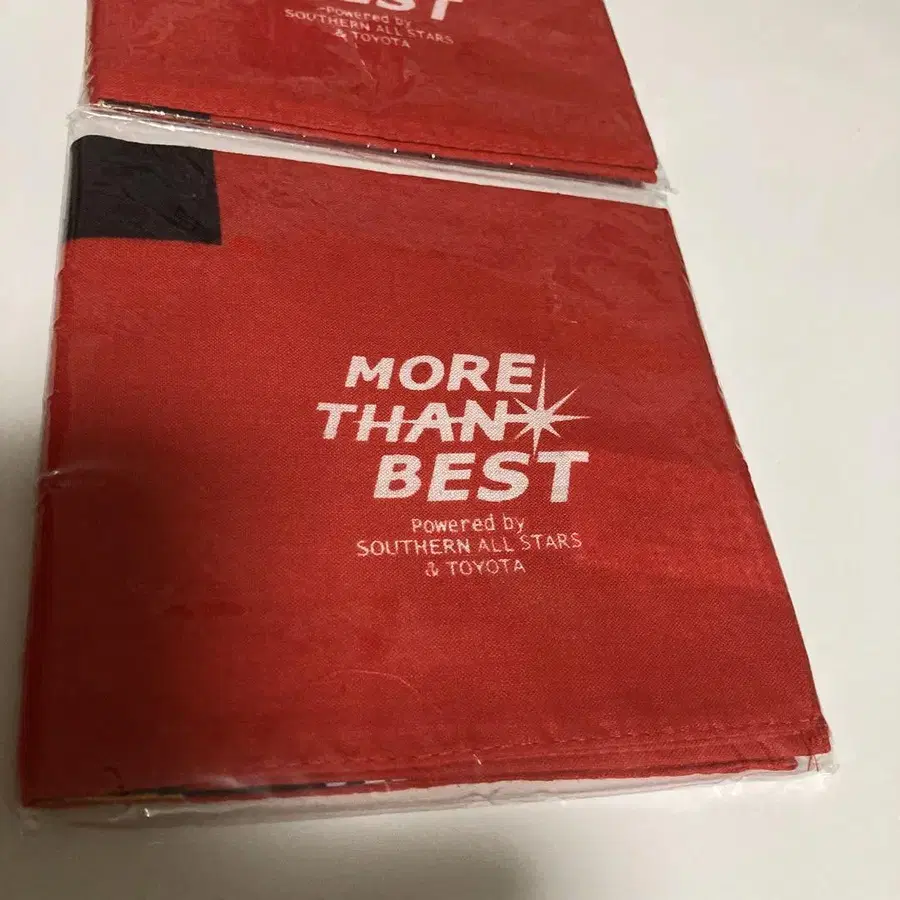 BEST
Powered by
SOUTHERN ALL STARS
& TOYOTA
MORE
THAN
BEST
Powered by
SOUTHERN ALL STARS
& TOYOTA